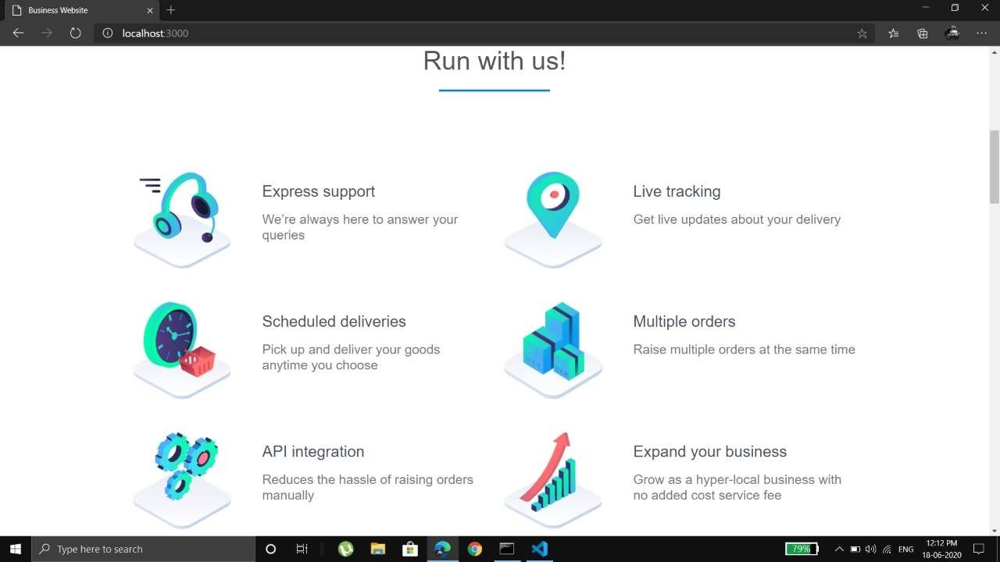 Business Website
localhost:3000
Run with us!
Express support
We're always here to answer your
queries
Live tracking
Get live updates about your delivery
Scheduled deliveries
Pick up and deliver your goods
anytime you choose
Multiple orders
Raise multiple orders at the same time
API integration
Reduces the hassle of raising orders
manually
Expand your business
Grow as a hyper-local business with
no added cost service fee
Type here to search
79%
ENG
12:12 PM
18-06-2020